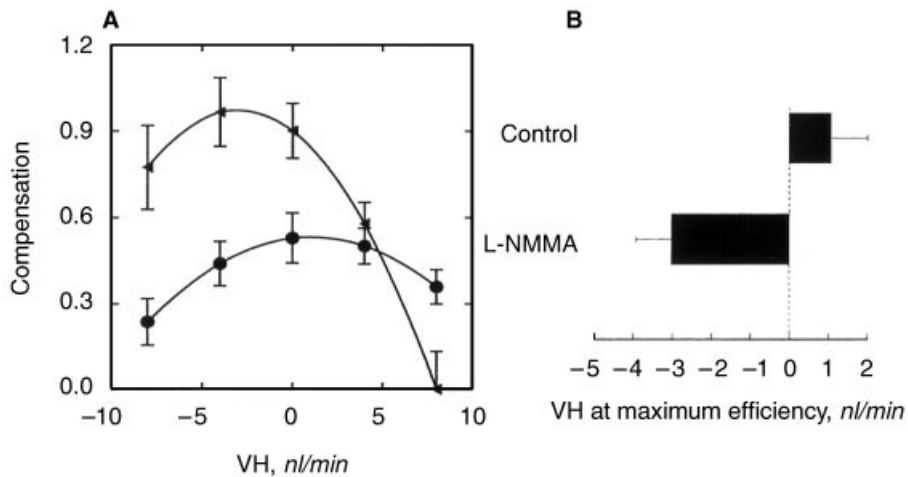 A
1.2
0.9
0.6
0.3
0.0
Compensation
−10 −5 0 5 10
VH, nl/min
B
Control
L-NMMA
−5 −4 −3 −2 −1 0 1 2
VH at maximum efficiency, nl/min